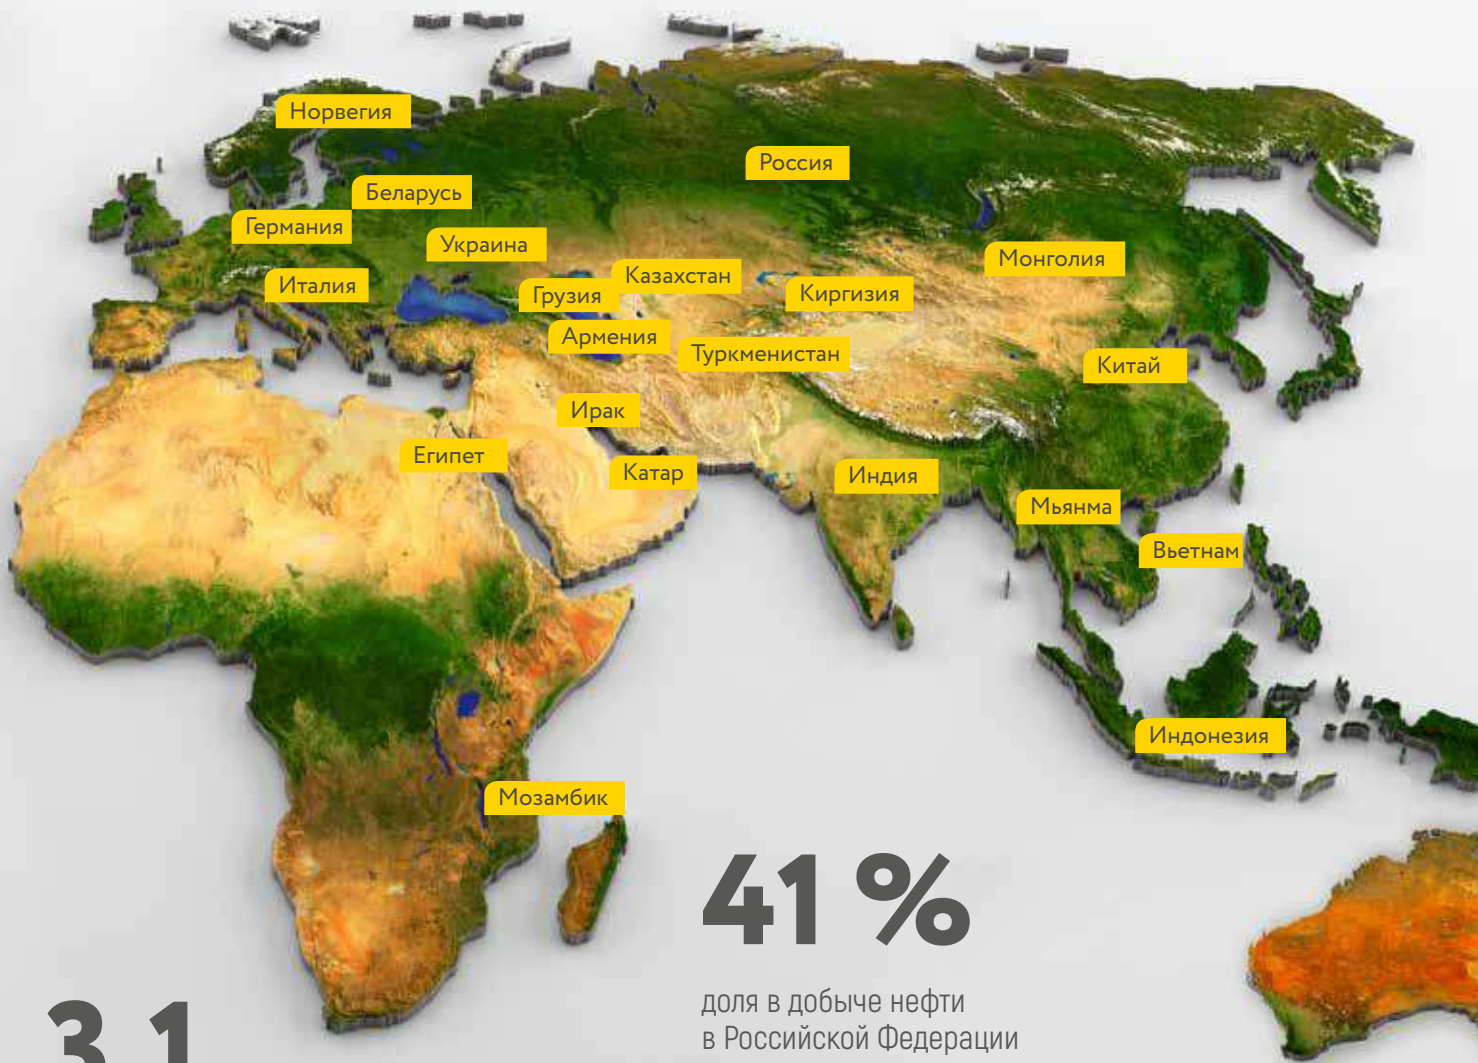 Норвегия
Россия
Беларусь
Германия
Украина
Монголия
Италия
Казахстан
Грузия
Киргизия
Армения
Туркменистан
Китай
Ирак
Египет
Катар
Индия
Мьянма
Вьетнам
Индонезия
Мозамбик
41 %
доля в добыче нефти
в Российской Федерации
3,1